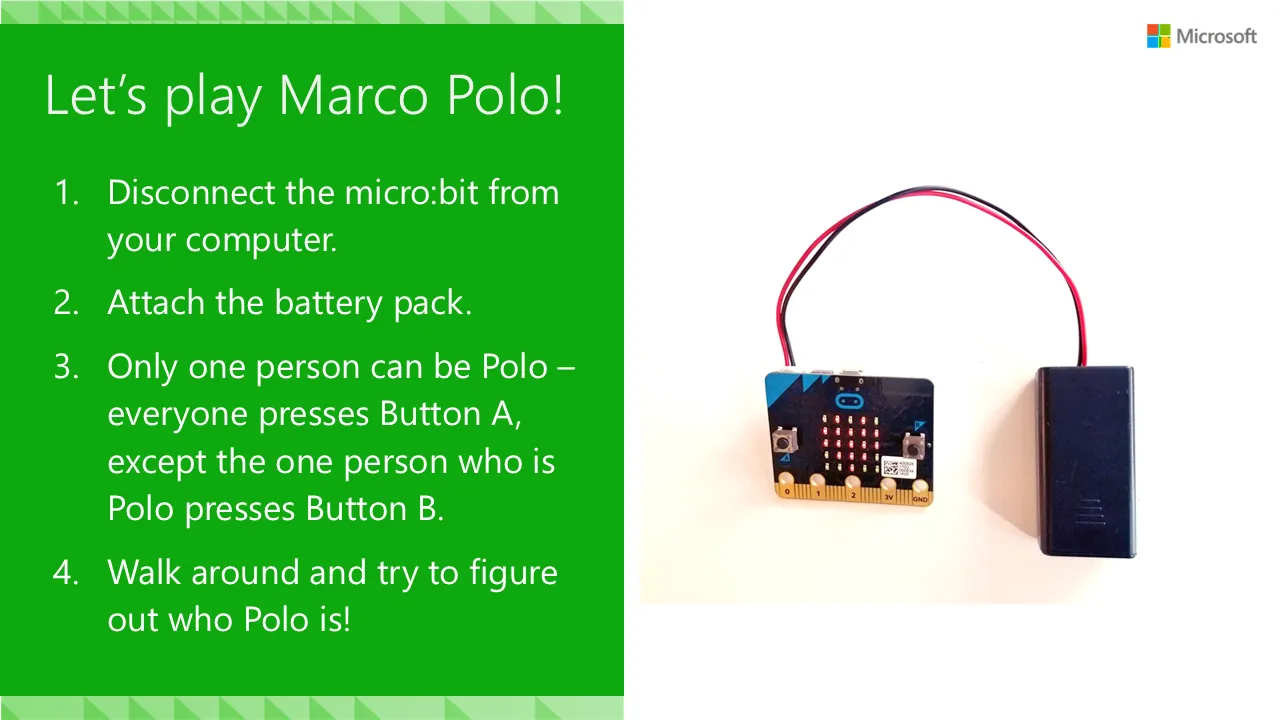 Microsoft
Let's play Marco Polo!
1. Disconnect the micro:bit from
your computer.
2. Attach the battery pack.
3. Only one person can be Polo –
everyone presses Button A,
except the one person who is
Polo presses Button B.
4. Walk around and try to figure
out who Polo is!
0 1 2 3V GND